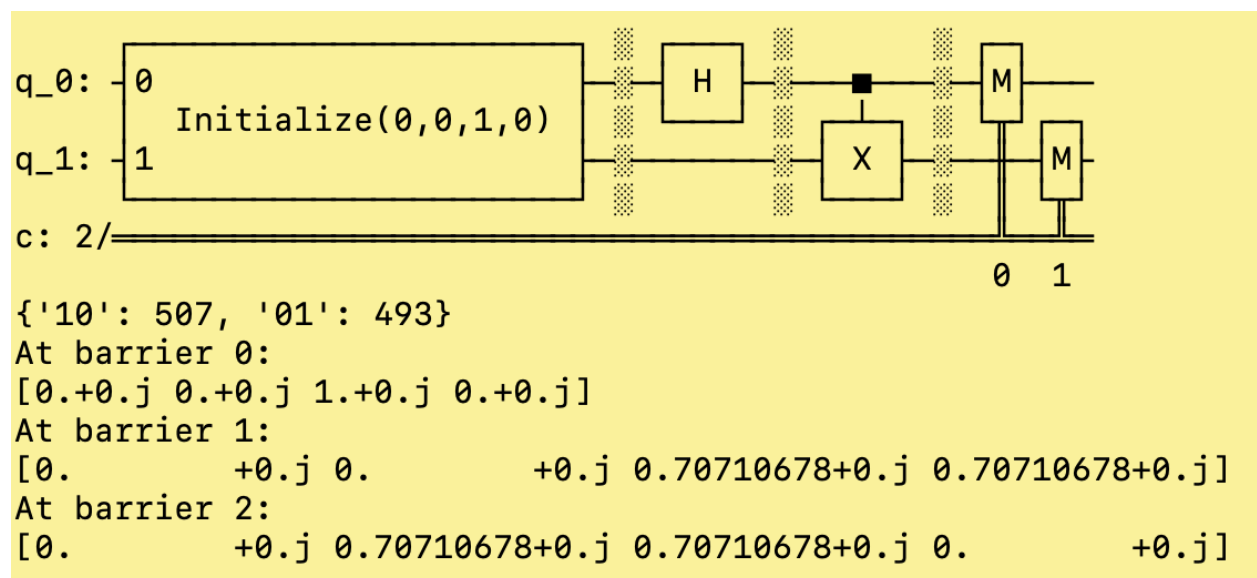 q_0: 0 H ■ M
Initialize(0,0,1,0)
q_1: 1 X M
c: 2/
0 1
{'10': 507, '01': 493}
At barrier 0:
[0.+0.j 0.+0.j 1.+0.j 0.+0.j]
At barrier 1:
[0.        +0.j 0.        +0.j 0.70710678+0.j 0.70710678+0.j]
At barrier 2:
[0.        +0.j 0.70710678+0.j 0.70710678+0.j 0.        +0.j]